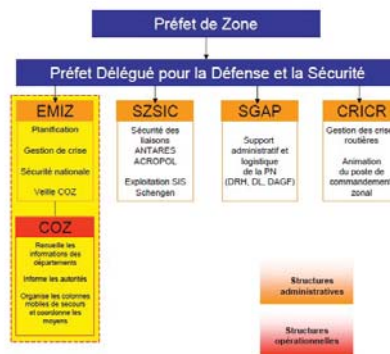 Préfet de Zone
Préfet Délégué pour la Défense et la Sécurité
EMIZ
Planification
Gestion de crise
Sécurité nationale
Veille COZ
COZ
Recueille les
informations des
départements
Informe les autorités
Organise les colonnes
mobiles de secours
et coordonne les
moyens
SZSIC
Sécurité des
liaisons
ANTARES
ACROPOL
Exploitation SIS
Schengen
SGAP
Support
administratif et
logistique
de la PN
(DRH, DL, DAGF)
CRICR
Gestion des crises
routières
Animation
du poste de
commandement
zonal
Structures
administratives
Structures
opérationnelles